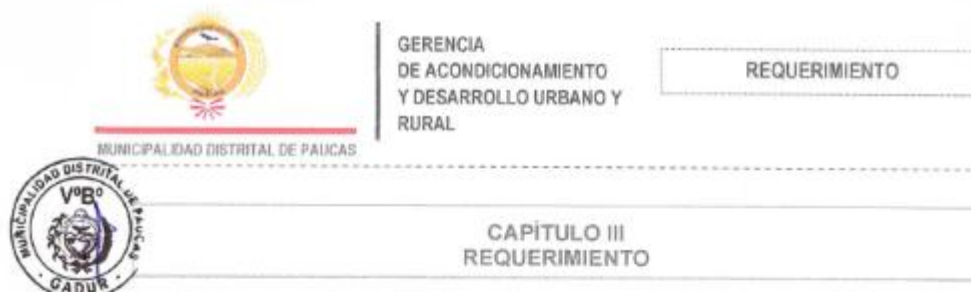 GERENCIA
DE ACONDICIONAMIENTO
Y DESARROLLO URBANO Y
RURAL
REQUERIMIENTO
MUNICIPALIDAD DISTRITAL DE PAUCAS
MUNICIPALIDAD DISTRITAL DE PAUCAS
VºBº
GADUR
CAPÍTULO III
REQUERIMIENTO